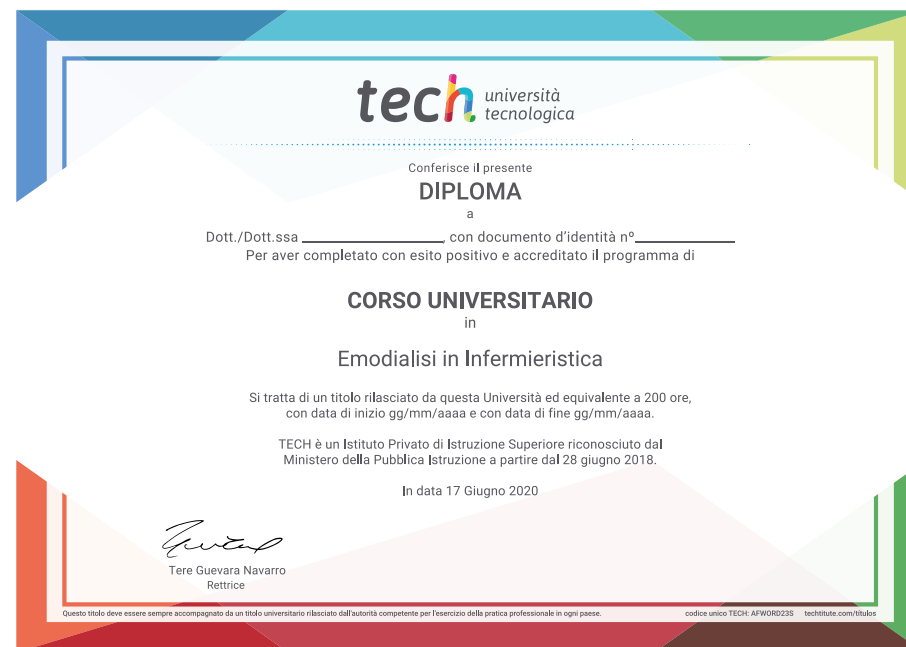 tech università
tecnologica
Conferisce il presente
DIPLOMA
a
Dott./Dott.ssa ______________, con documento d'identità nº__________
Per aver completato con esito positivo e accreditato il programma di
CORSO UNIVERSITARIO
in
Emodialisi in Infermieristica
Si tratta di un titolo rilasciato da questa Università ed equivalente a 200 ore,
con data di inizio gg/mm/aaaa e con data di fine gg/mm/aaaa.
TECH è un Istituto Privato di Istruzione Superiore riconosciuto dal
Ministero della Pubblica Istruzione a partire dal 28 giugno 2018.
In data 17 Giugno 2020
Tere Guevara Navarro
Rettrice
Questo titolo deve essere sempre accompagnato da un titolo universitario rilasciato dall'autorità competente per l'esercizio della pratica professionale in ogni paese. codice unico TECH: AFWORD23S techtitute.com/títulos